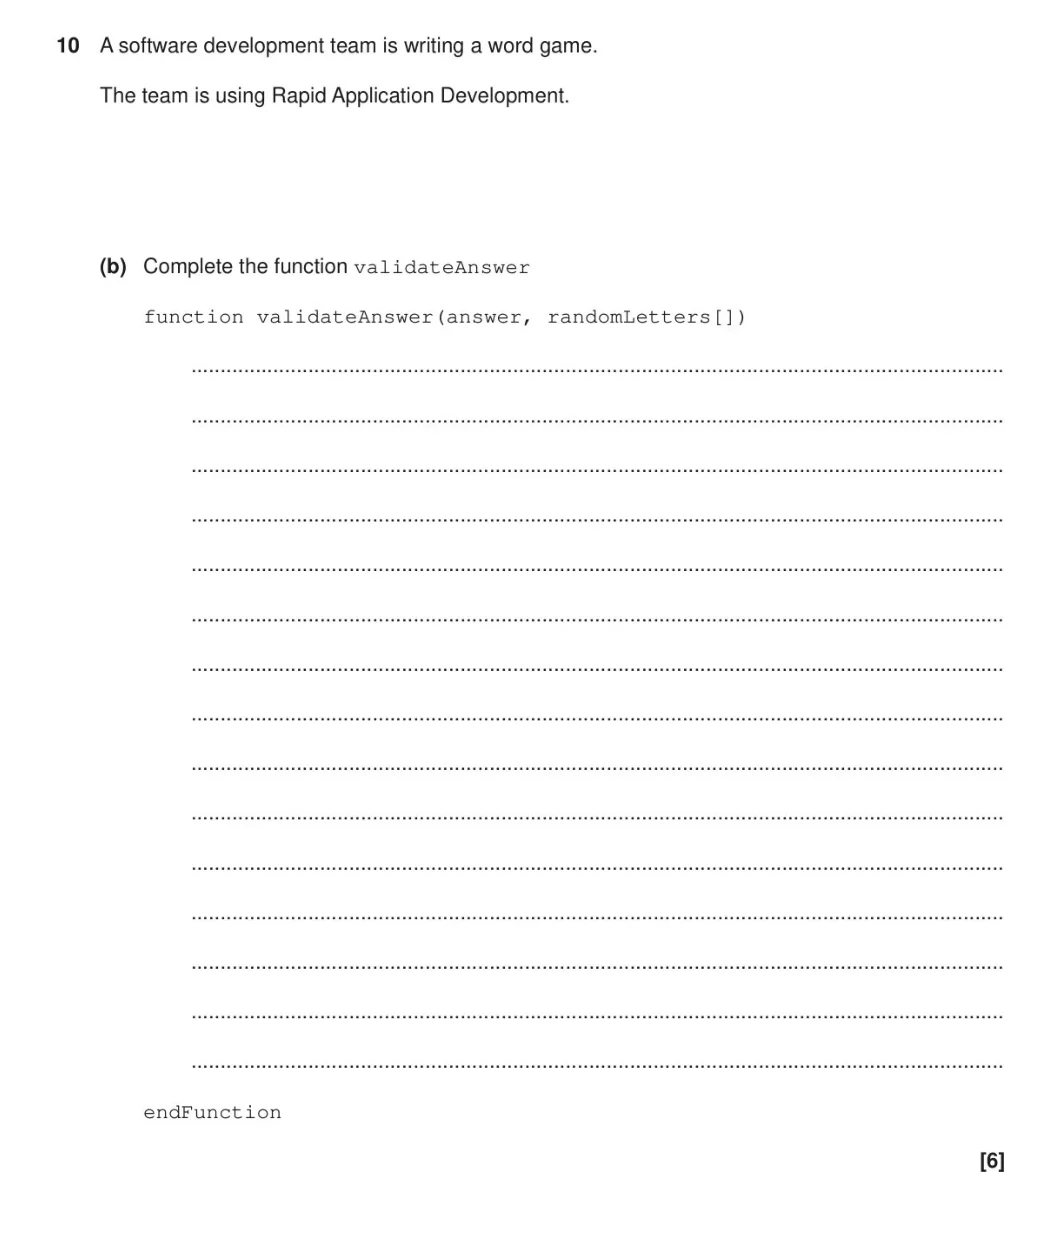 10 A software development team is writing a word game.
The team is using Rapid Application Development.
(b) Complete the function validateAnswer
function validateAnswer(answer, randomLetters[])
endFunction
[6]